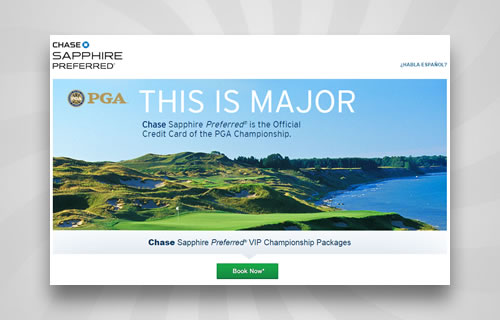 CHASE
SAPPHIRE
PREFERRED®
¿HABLA ESPAÑOL?
PGA
THIS IS MAJOR
Chase Sapphire Preferred® is the Official
Credit Card of the PGA Championship.
Chase Sapphire Preferred® VIP Championship Packages
Book Now*